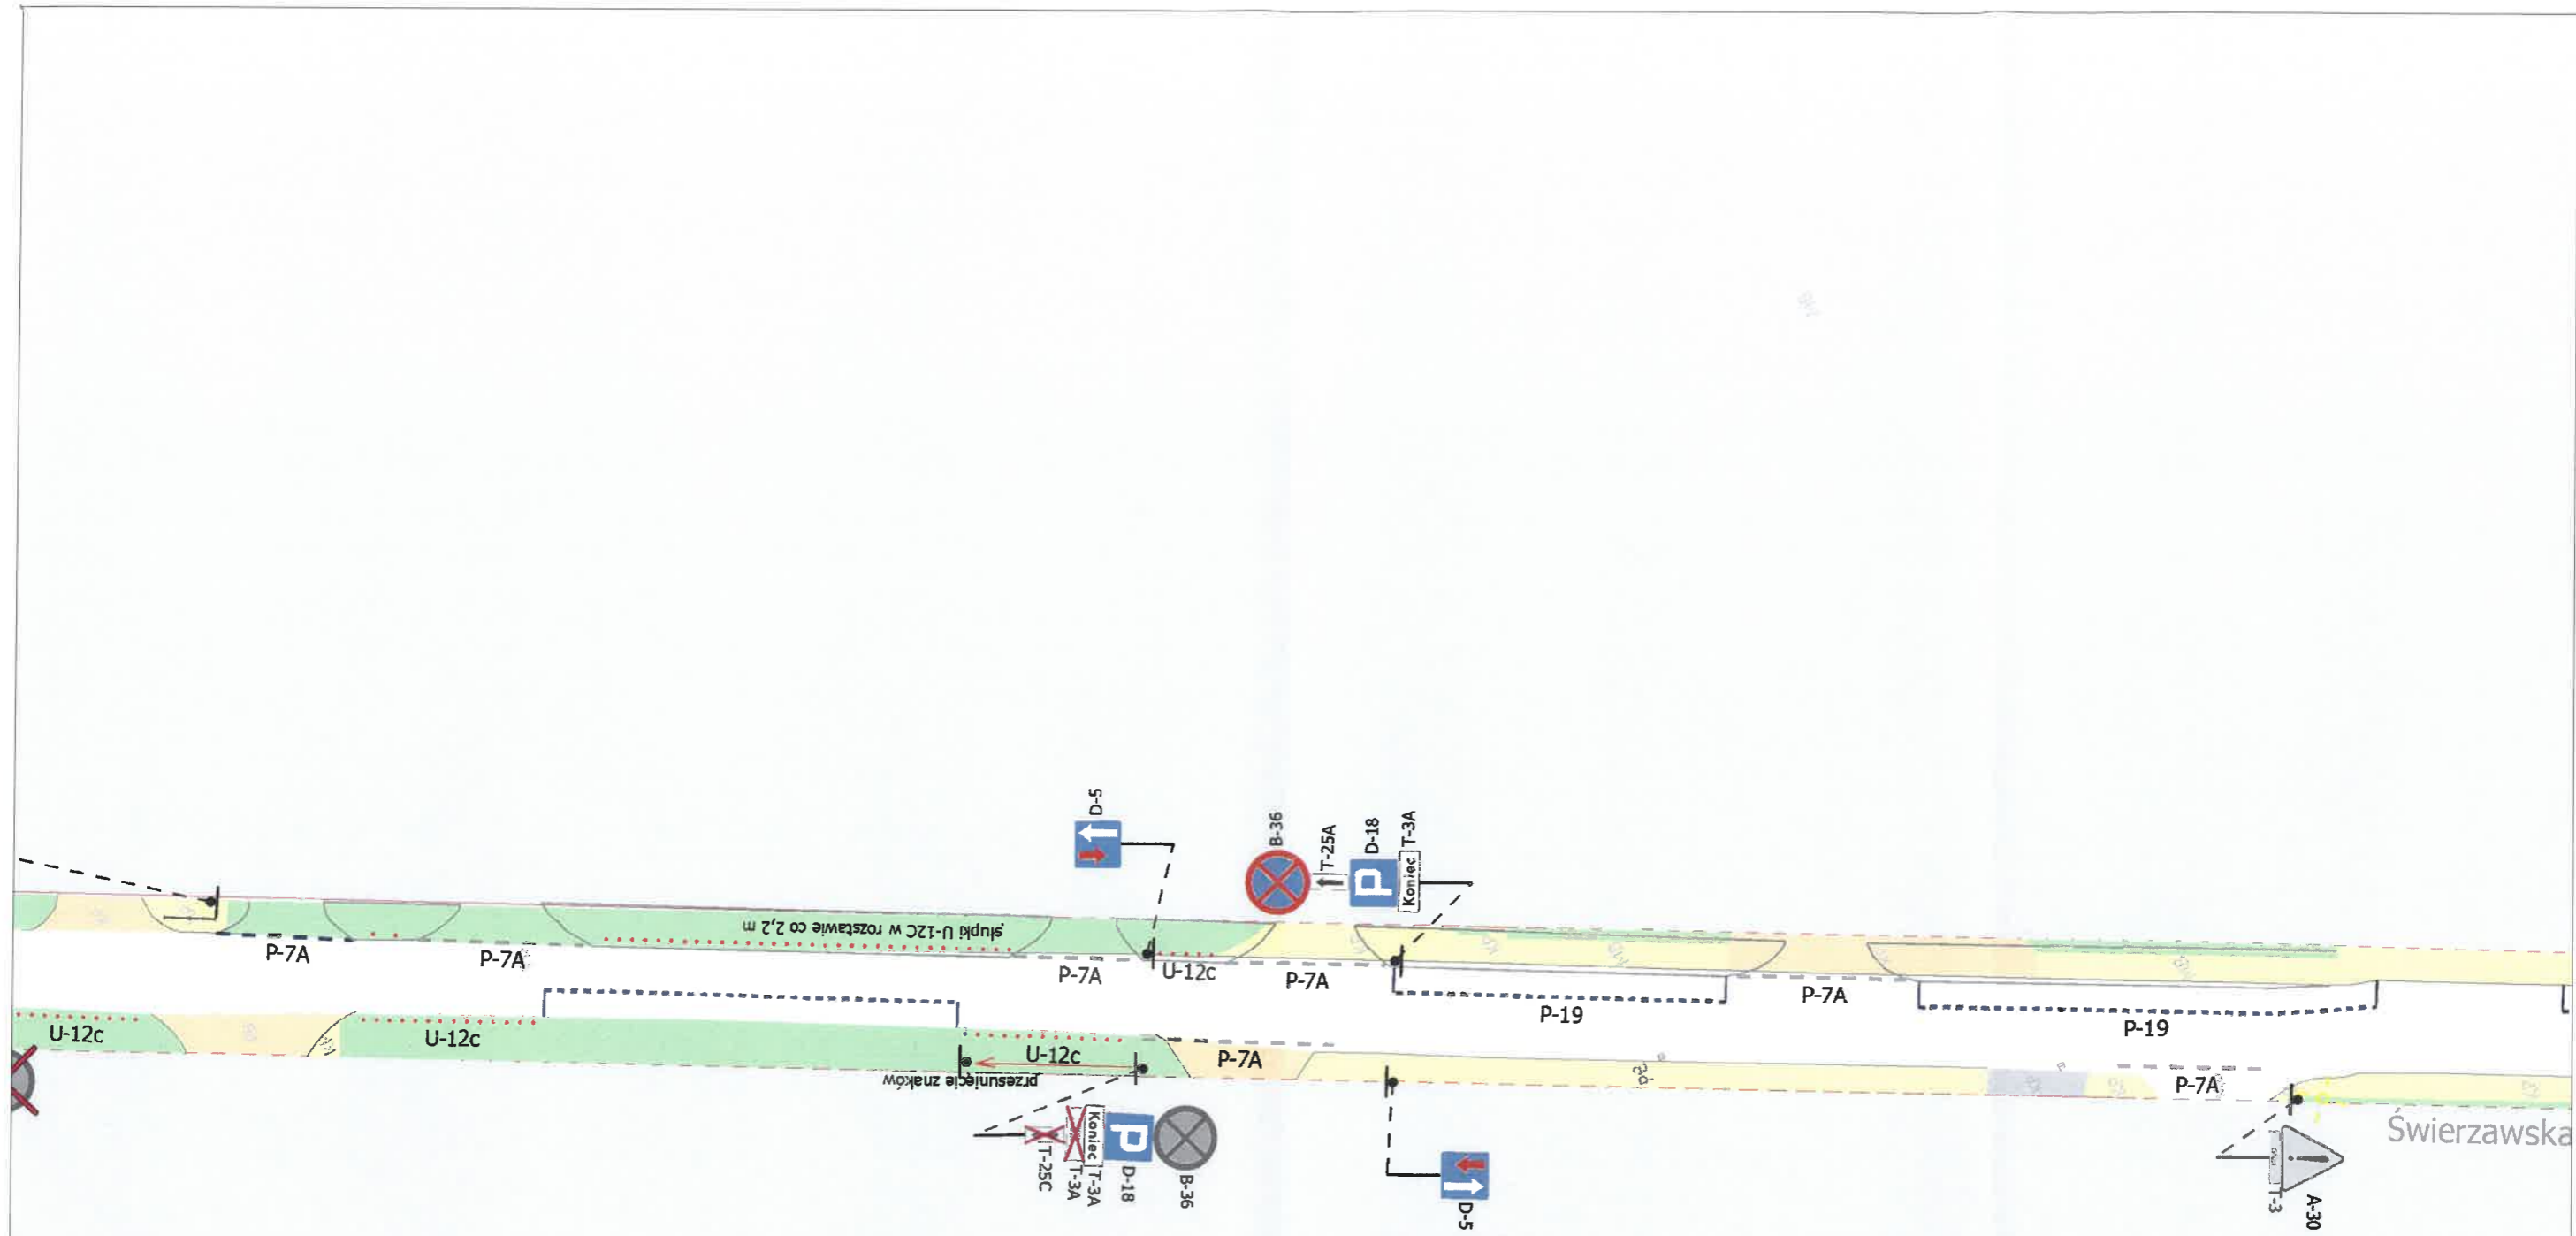 D-5
B-36
T-25A
D-18
T-3A
Koniec
słupki U-12C w rozstawie co 2,2 m
P-7A
P-7A
P-7A
U-12c
P-7A
P-19
P-7A
P-19
U-12c
U-12c
U-12c
przesunięcie znaków
P-7A
P-7A
Świerzawska
T-25C
T-3A
Koniec
T-3A
D-18
B-36
D-5
T-3
A-30